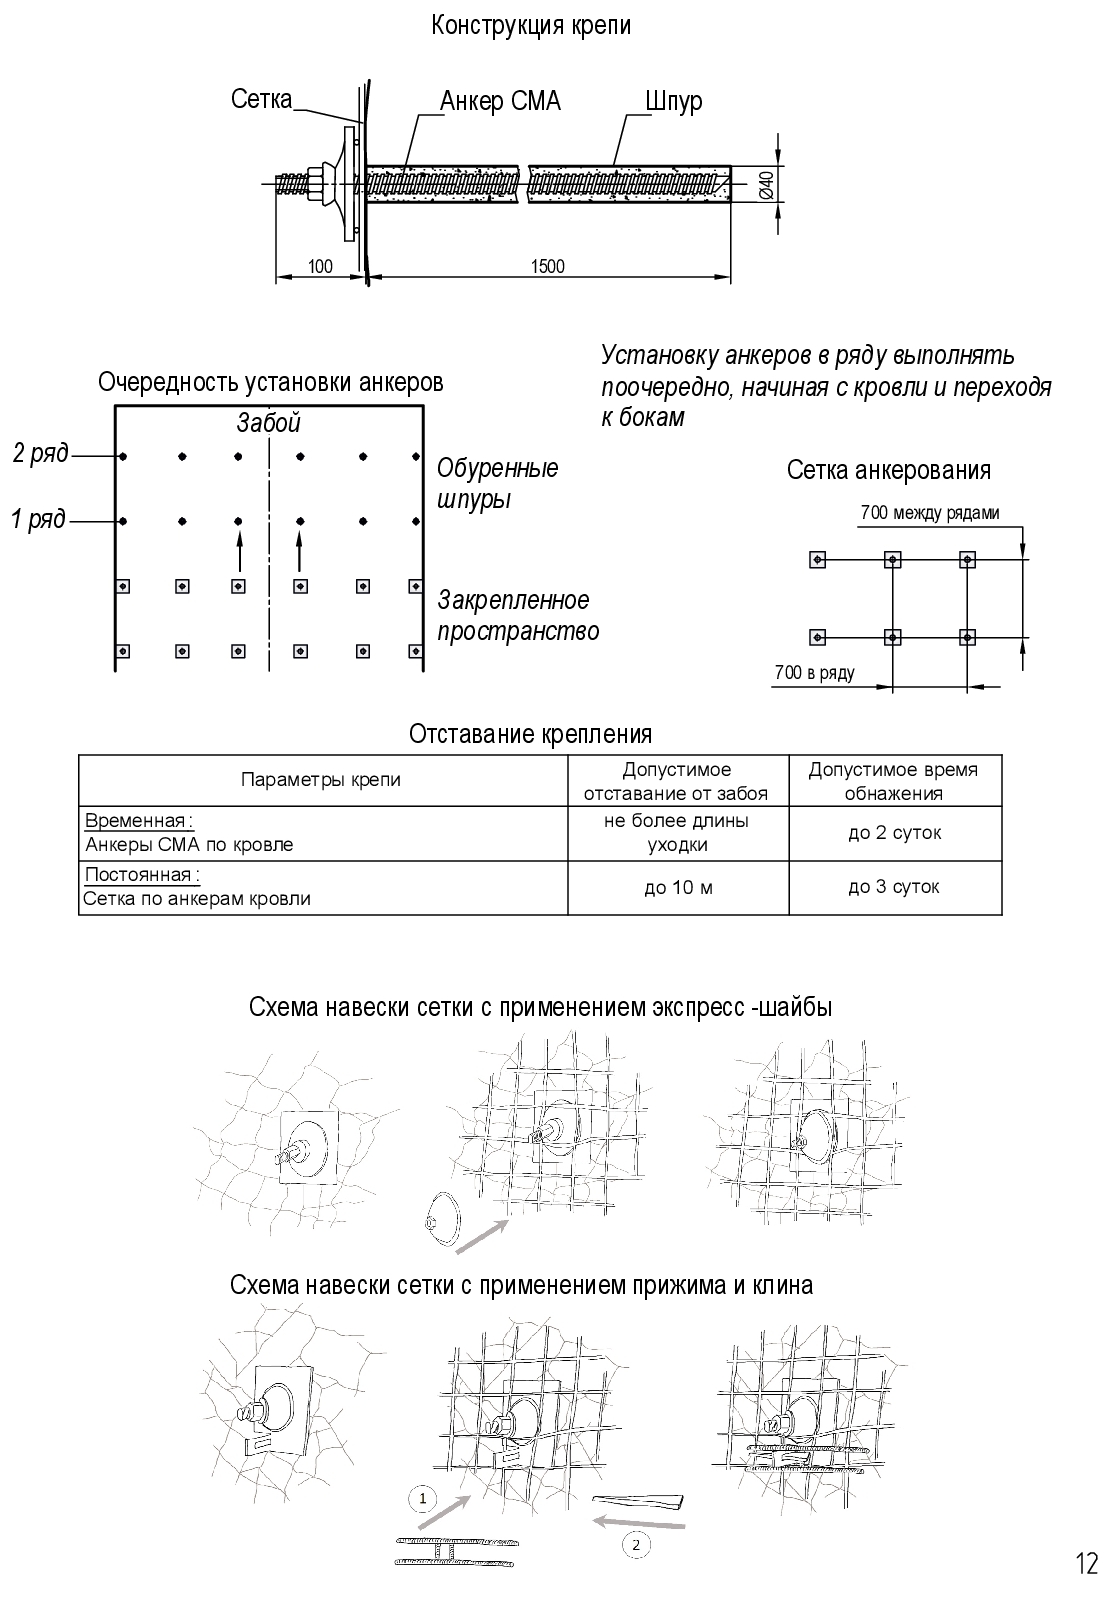 Конструкция крепи
Сетка
Анкер СМА
Шпур
Ø40
100
1500
Установку анкеров в ряду выполнять
поочередно, начиная с кровли и переходя
к бокам
Очередность установки анкеров
Забой
2 ряд
1 ряд
Обуренные
шпуры
Закрепленное
пространство
Сетка анкерования
700 между рядами
700 в ряду
Отставание крепления
Параметры крепи
Допустимое
отставание от забоя
Допустимое время
обнажения
Временная:
Анкеры СМА по кровле
не более длины
уходки
до 2 суток
Постоянная:
Сетка по анкерам кровли
до 10 м
до 3 суток
Схема навески сетки с применением экспресс -шайбы
Схема навески сетки с применением прижима и клина
1
2
12